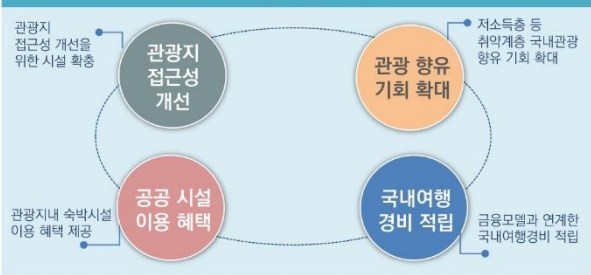 관광지
접근성 개선을
위한 시설 확충
관광지
접근성
개선
관광 향유
기회 확대
저소득층 등
취약계층 국내관광
향유 기회 확대
공공 시설
이용 혜택
관광지내 숙박시설
이용 혜택 제공
국내여행
경비 적립
금융모델과 연계한
국내여행경비 적립